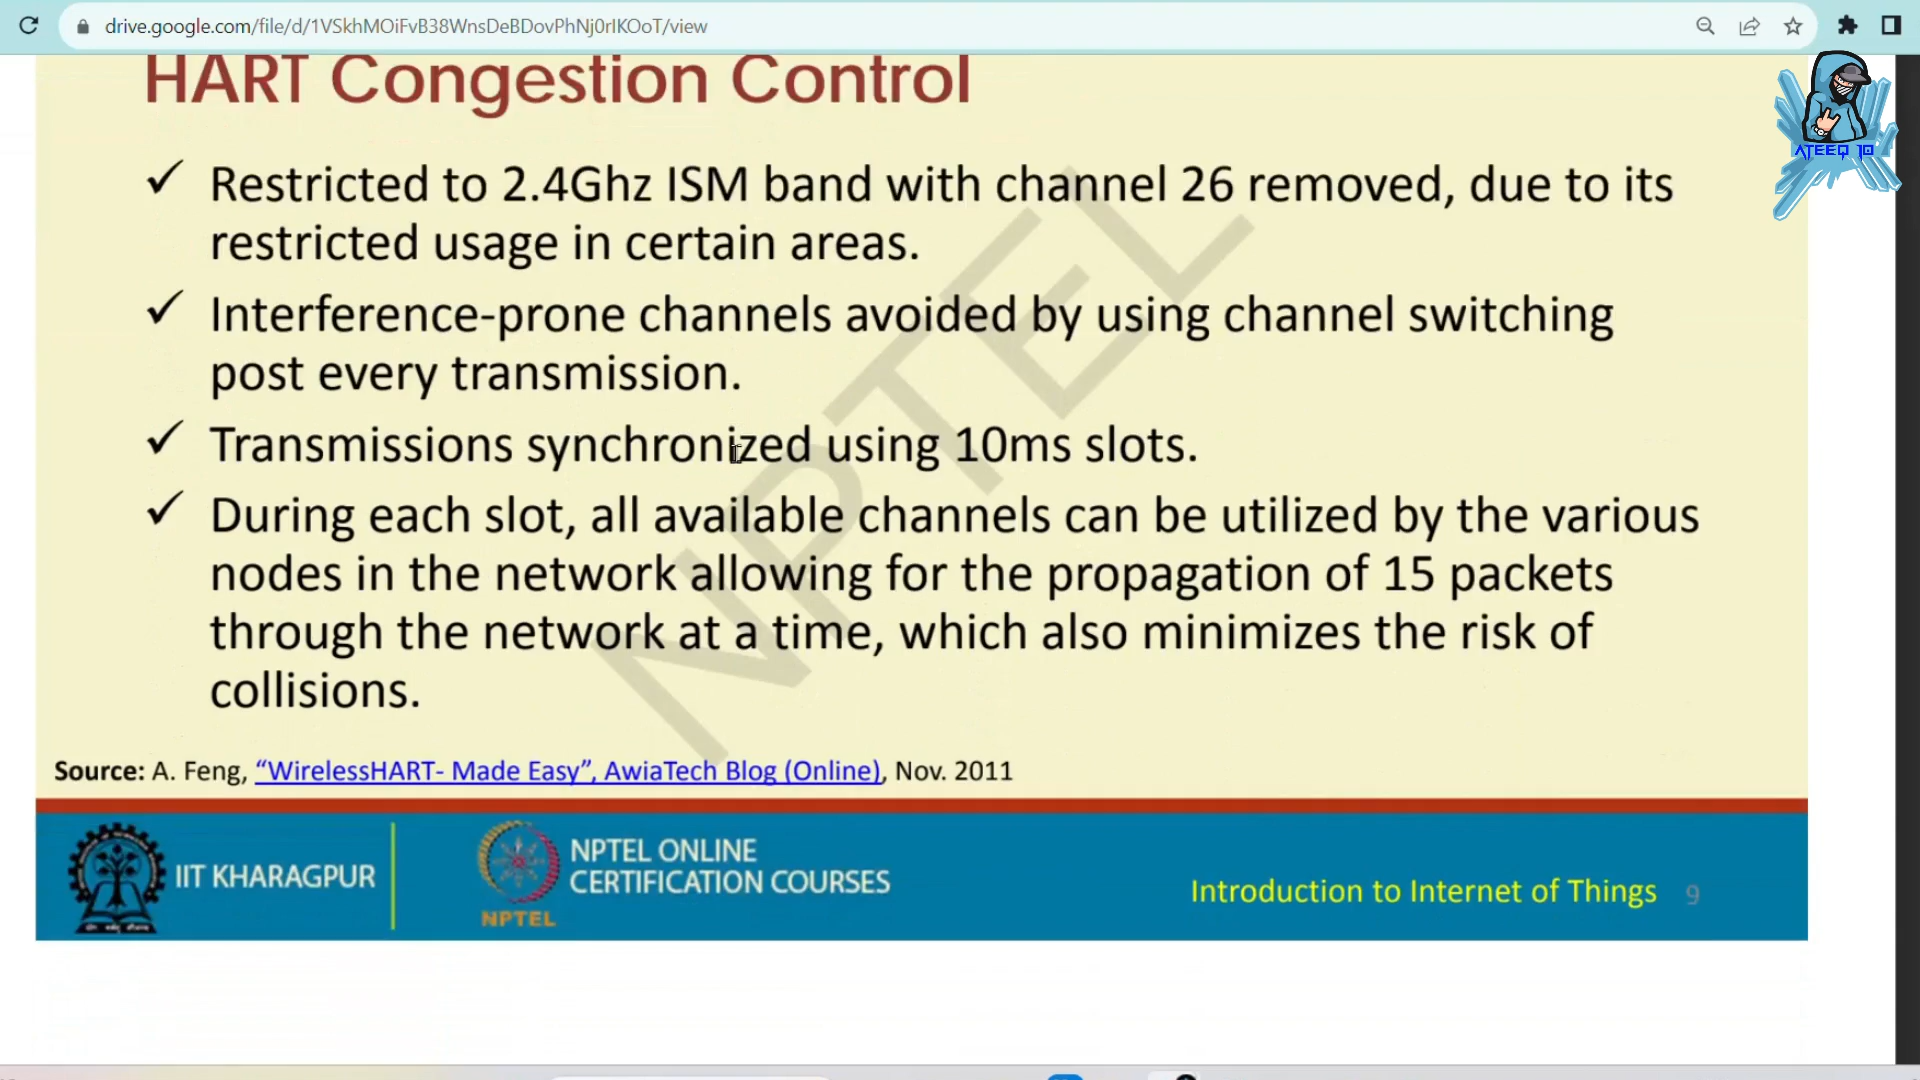 drive.google.com/file/d/1VSkhMOiFvB38WnsDeBDovPhNj0rIKOoT/view
HART Congestion Control
ATEEQ 10
✓ Restricted to 2.4Ghz ISM band with channel 26 removed, due to its
restricted usage in certain areas.
✓ Interference-prone channels avoided by using channel switching
post every transmission.
✓ Transmissions synchronized using 10ms slots.
✓ During each slot, all available channels can be utilized by the various
nodes in the network allowing for the propagation of 15 packets
through the network at a time, which also minimizes the risk of
collisions.
NPTEL
Source: A. Feng, “WirelessHART- Made Easy”, AwiaTech Blog (Online), Nov. 2011
IIT KHARAGPUR
NPTEL
NPTEL ONLINE
CERTIFICATION COURSES
Introduction to Internet of Things 9